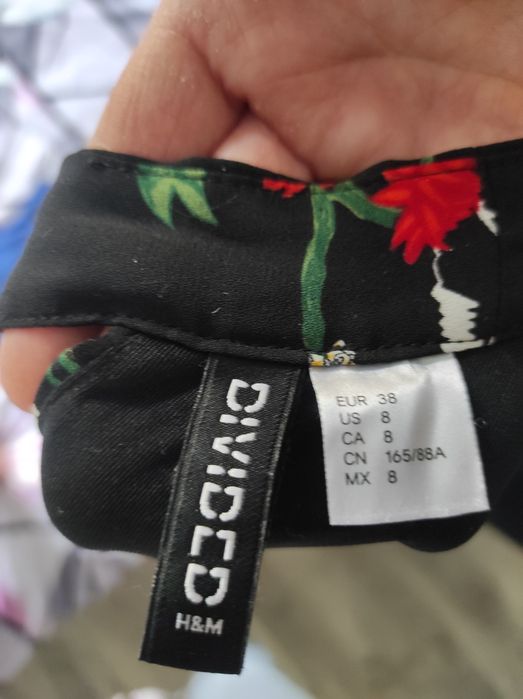 DIVIDED
H&M
EUR 38
US 8
CA 8
CN 165/88A
MX 8